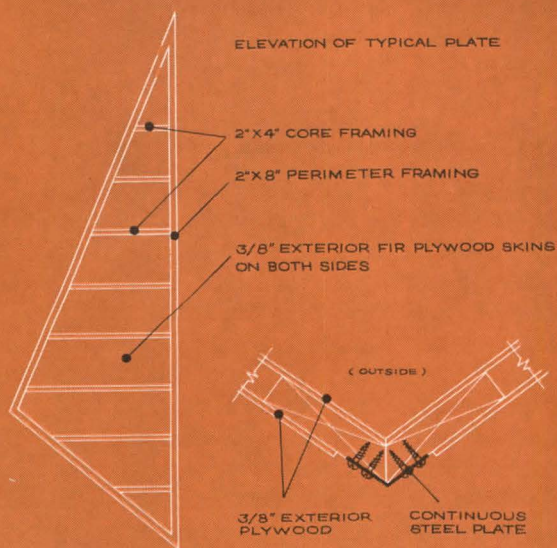 ELEVATION OF TYPICAL PLATE
2"X4" CORE FRAMING
2"X8" PERIMETER FRAMING
3/8" EXTERIOR FIR PLYWOOD SKINS
ON BOTH SIDES
( OUTSIDE )
3/8" EXTERIOR
PLYWOOD
CONTINUOUS
STEEL PLATE